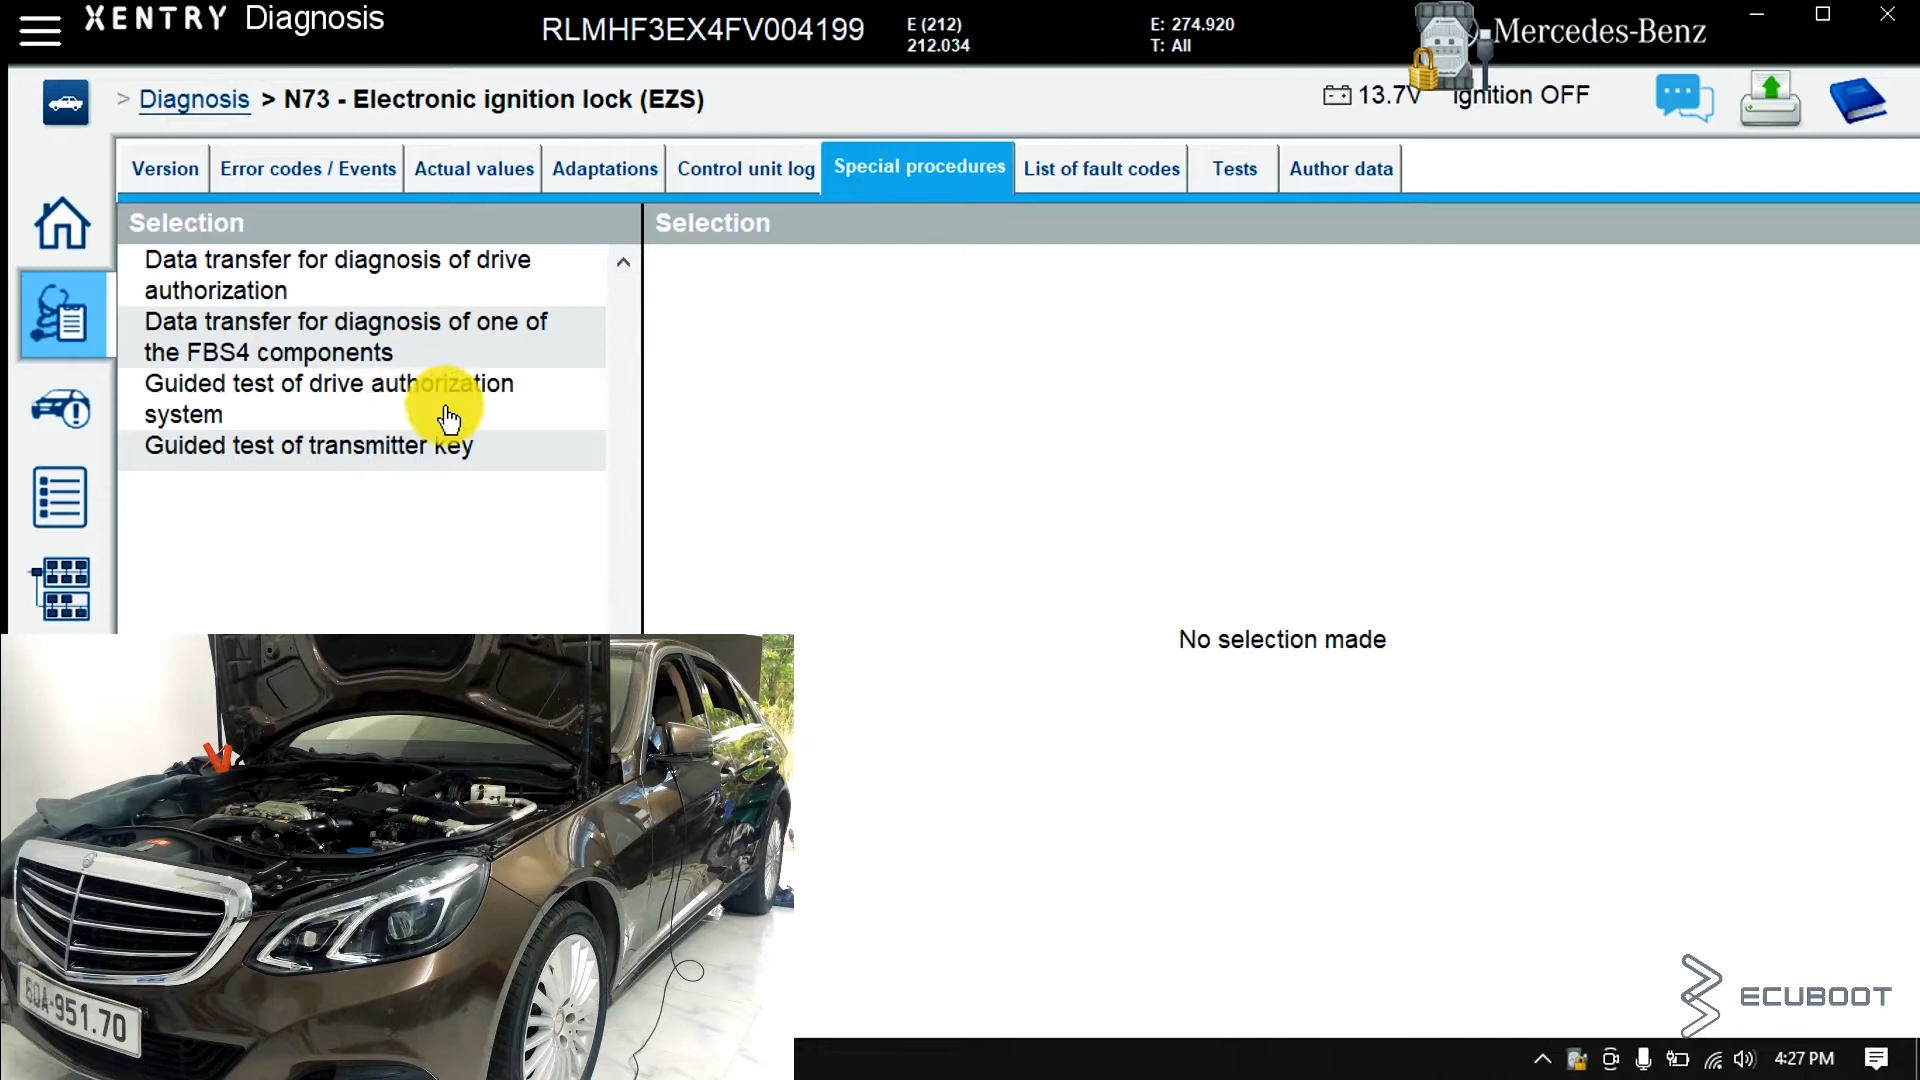 XENTRY Diagnosis
RLMHF3EX4FV004199
E (212)
212.034
E: 274.920
T: All
Mercedes-Benz
> Diagnosis > N73 - Electronic ignition lock (EZS)
13.7V
Ignition OFF
Version
Error codes / Events
Actual values
Adaptations
Control unit log
Special procedures
List of fault codes
Tests
Author data
Selection
Data transfer for diagnosis of drive
authorization
Data transfer for diagnosis of one of
the FBS4 components
Guided test of drive authorization
system
Guided test of transmitter key
Selection
No selection made
60A-951.70
ECUBOOT
4:27 PM